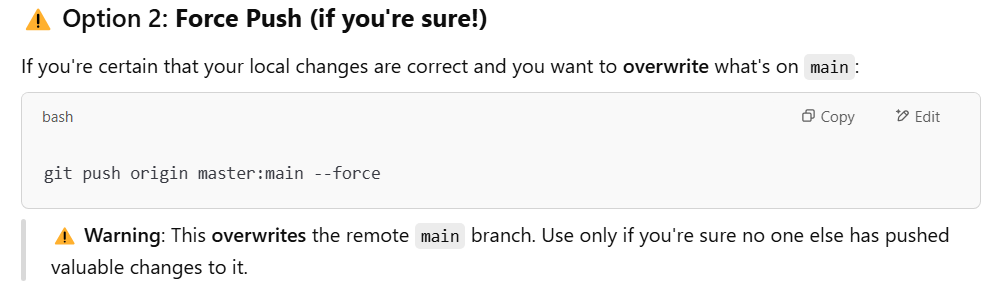 ⚠️ Option 2: Force Push (if you're sure!)
If you're certain that your local changes are correct and you want to overwrite what's on main:
bash Copy Edit
git push origin master:main --force
⚠️ Warning: This overwrites the remote main branch. Use only if you're sure no one else has pushed
valuable changes to it.